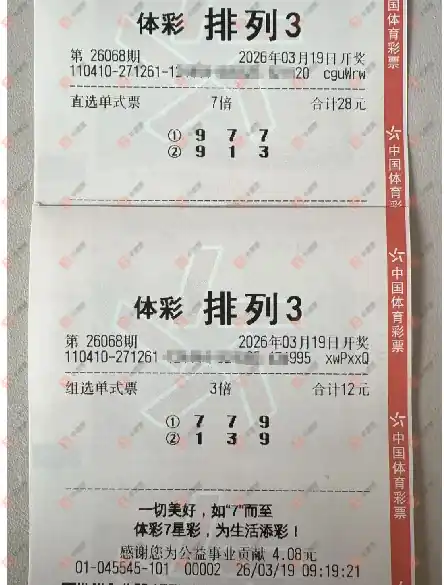 体彩 排列3
第 26068期 2026年03月19日开奖
110410-271261-1 20 cguWrw
直选单式票 7倍 合计28元
① 9 7 7
② 9 1 3
体彩 排列3
第 26068期 2026年03月19日开奖
110410-271261 995 xwPxxQ
组选单式票 3倍 合计12元
① 7 7 9
② 1 3 9
一切美好，如“7”而至
体彩7星彩，为生活添彩！
感谢您为公益事业贡献 4.08元
01-045545-101 00002 26/03/19 09:19:21
国体育彩票
中国体育
中国体育彩票
中国体育彩票